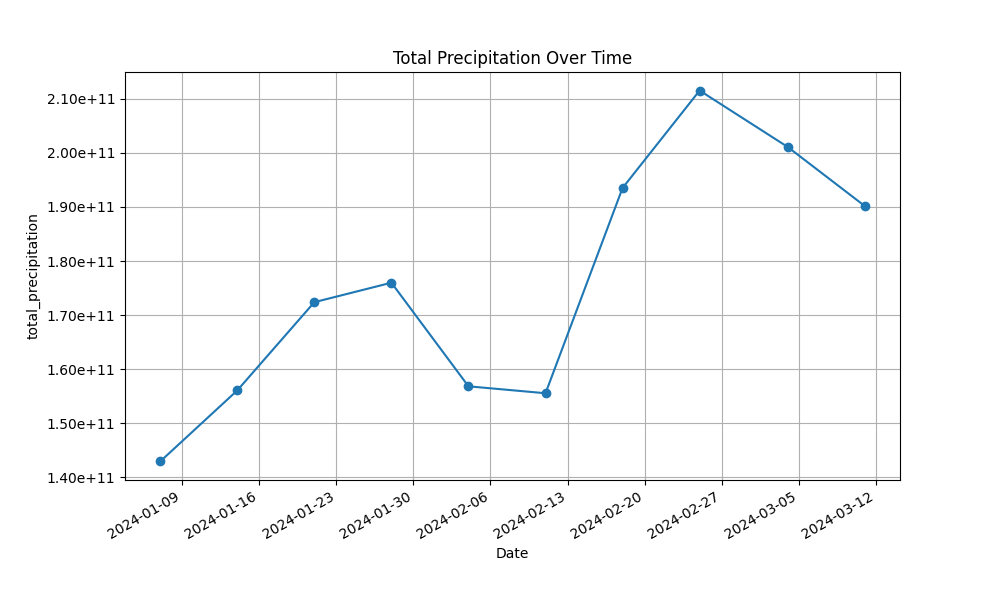 Total Precipitation Over Time
total_precipitation
2.10e+11
2.00e+11
1.90e+11
1.80e+11
1.70e+11
1.60e+11
1.50e+11
1.40e+11
2024-01-09
2024-01-16
2024-01-23
2024-01-30
2024-02-06
2024-02-13
2024-02-20
2024-02-27
2024-03-05
2024-03-12
Date